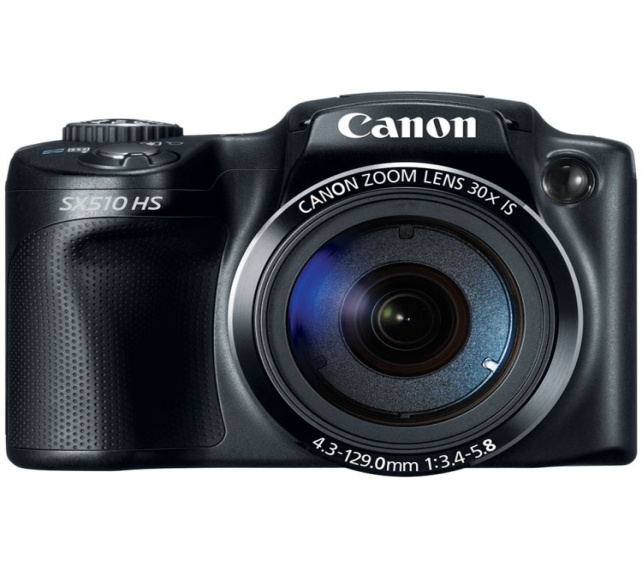 Canon
CANON ZOOM LENS 30x IS
SX510 HS
4.3-129.0mm 1:3.4-5.8